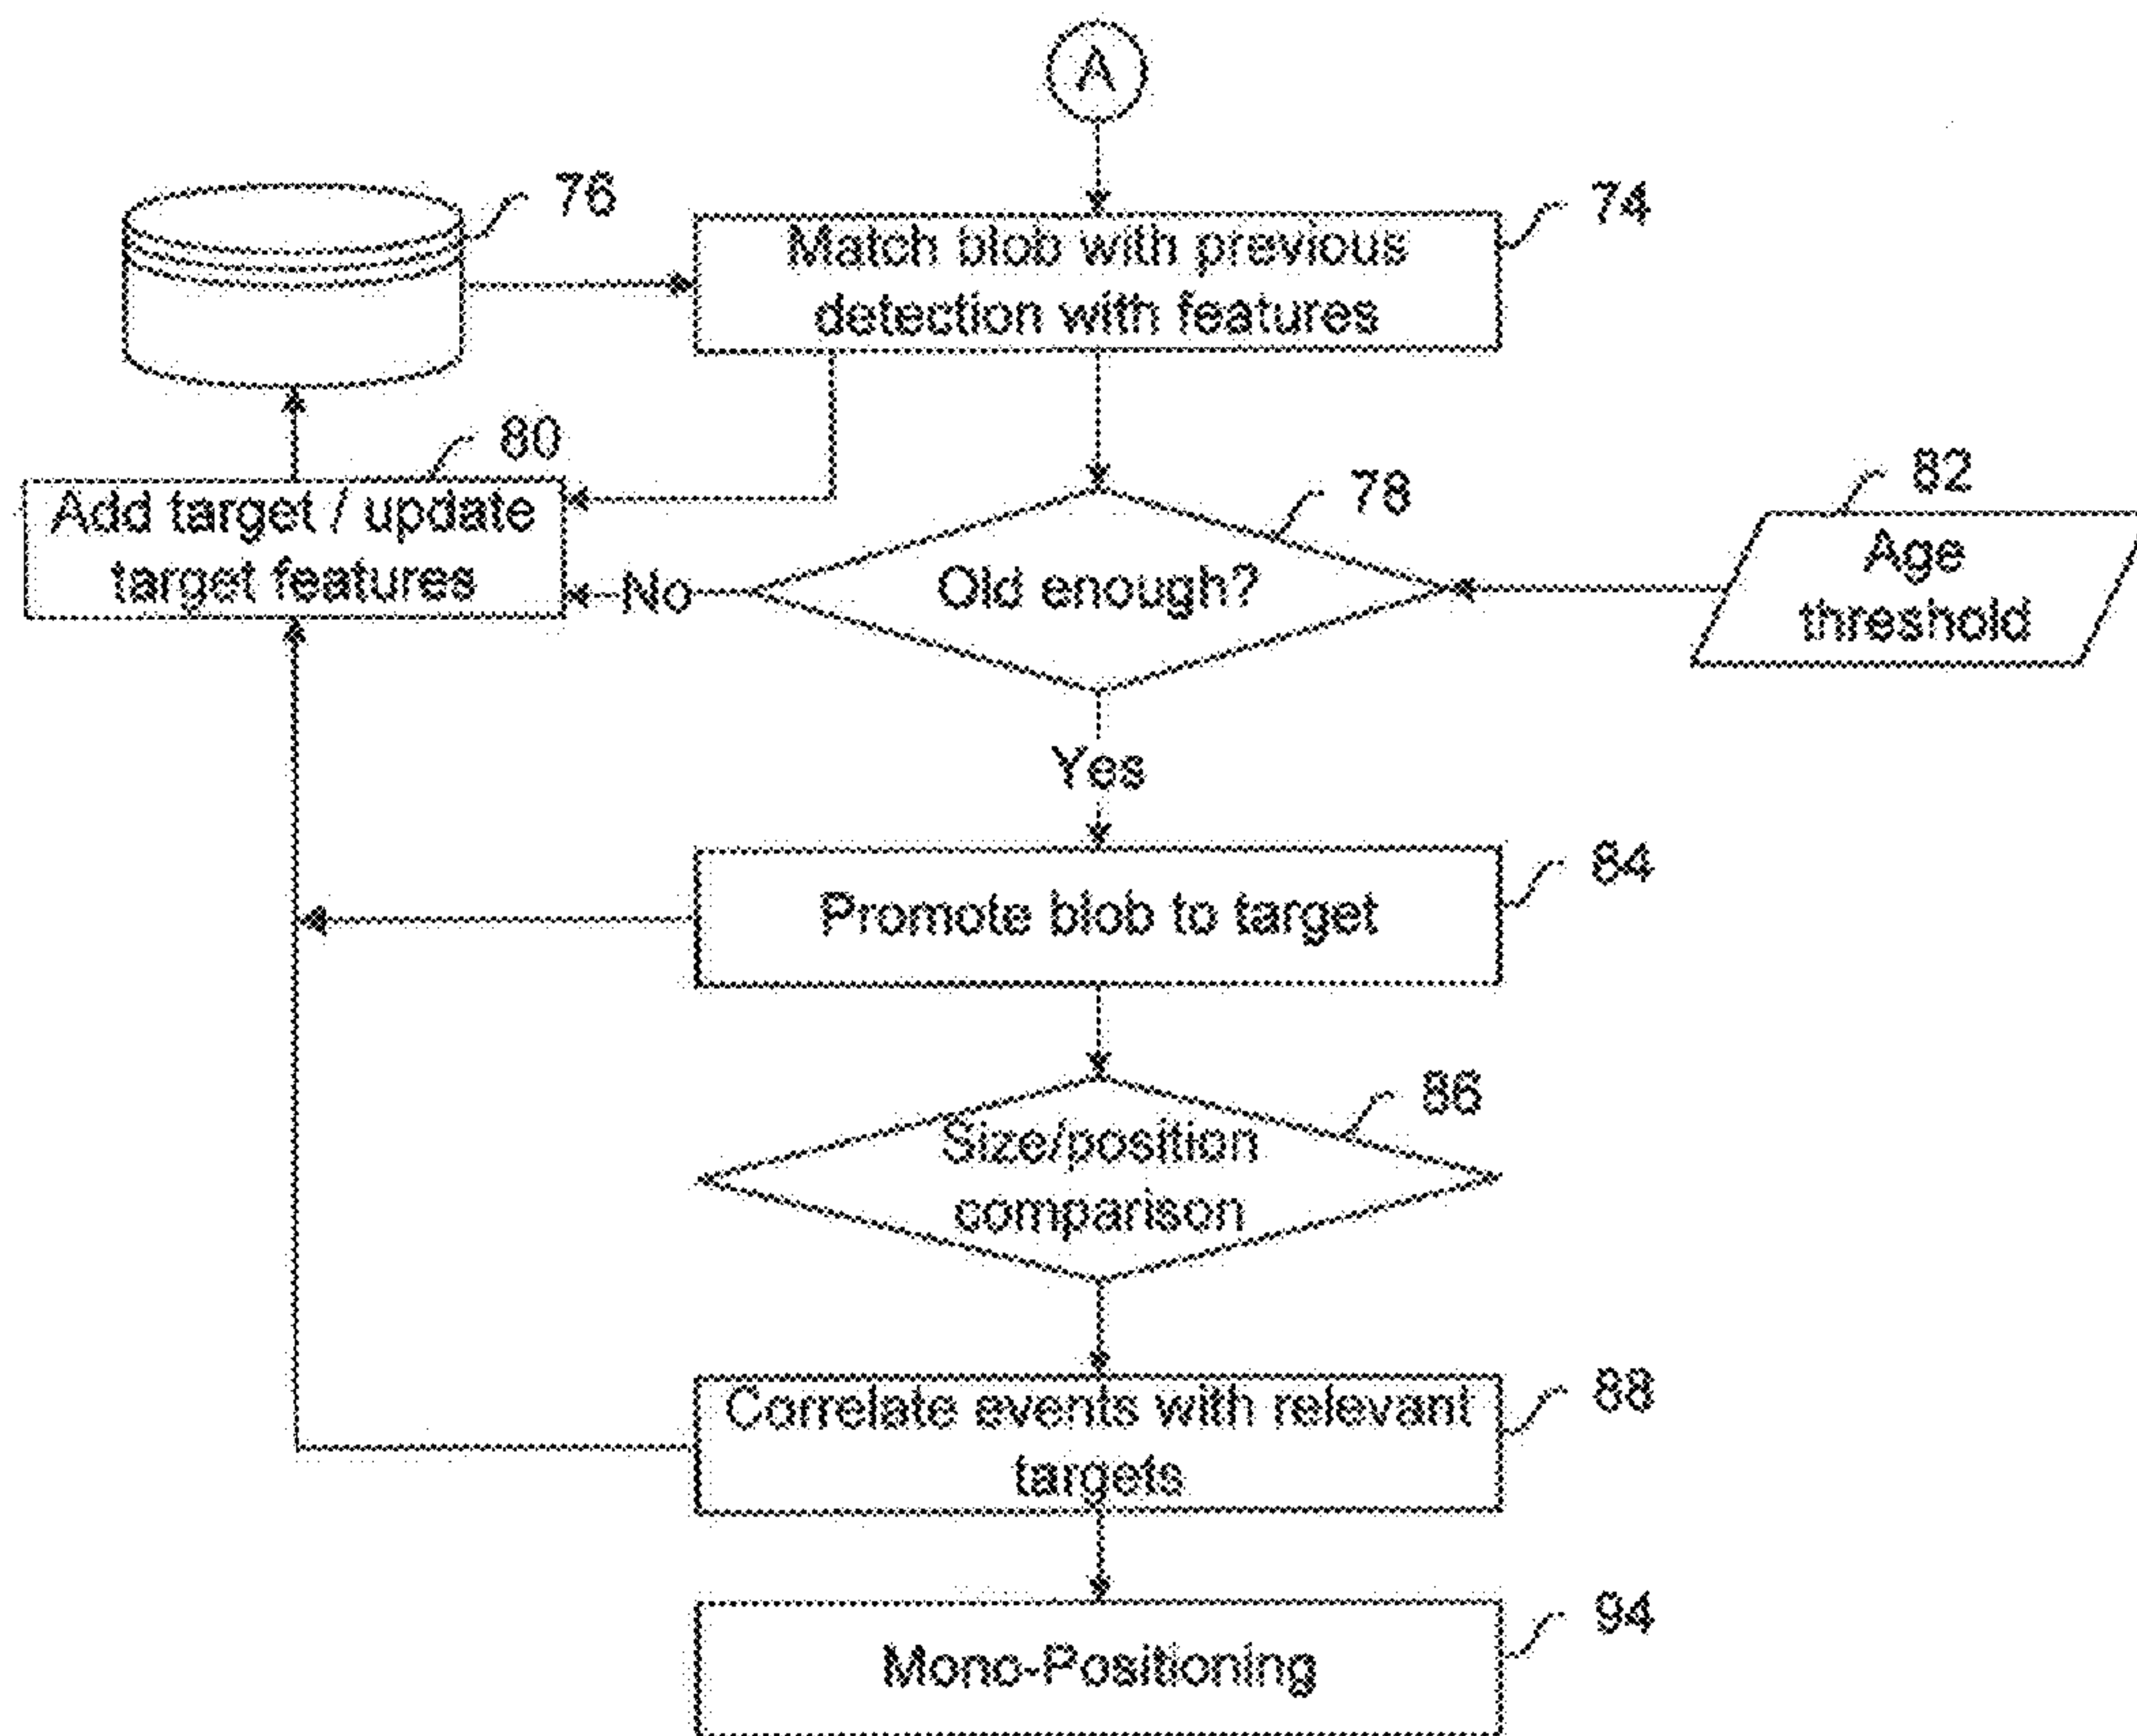 A
76
74
Match blob with previous
detection with features
80
Add target / update
target features
78
82
Old enough?
Age
threshold
No
Yes
84
Promote blob to target
86
Size/position
comparison
88
Correlate events with relevant
targets
94
Mono-Positioning